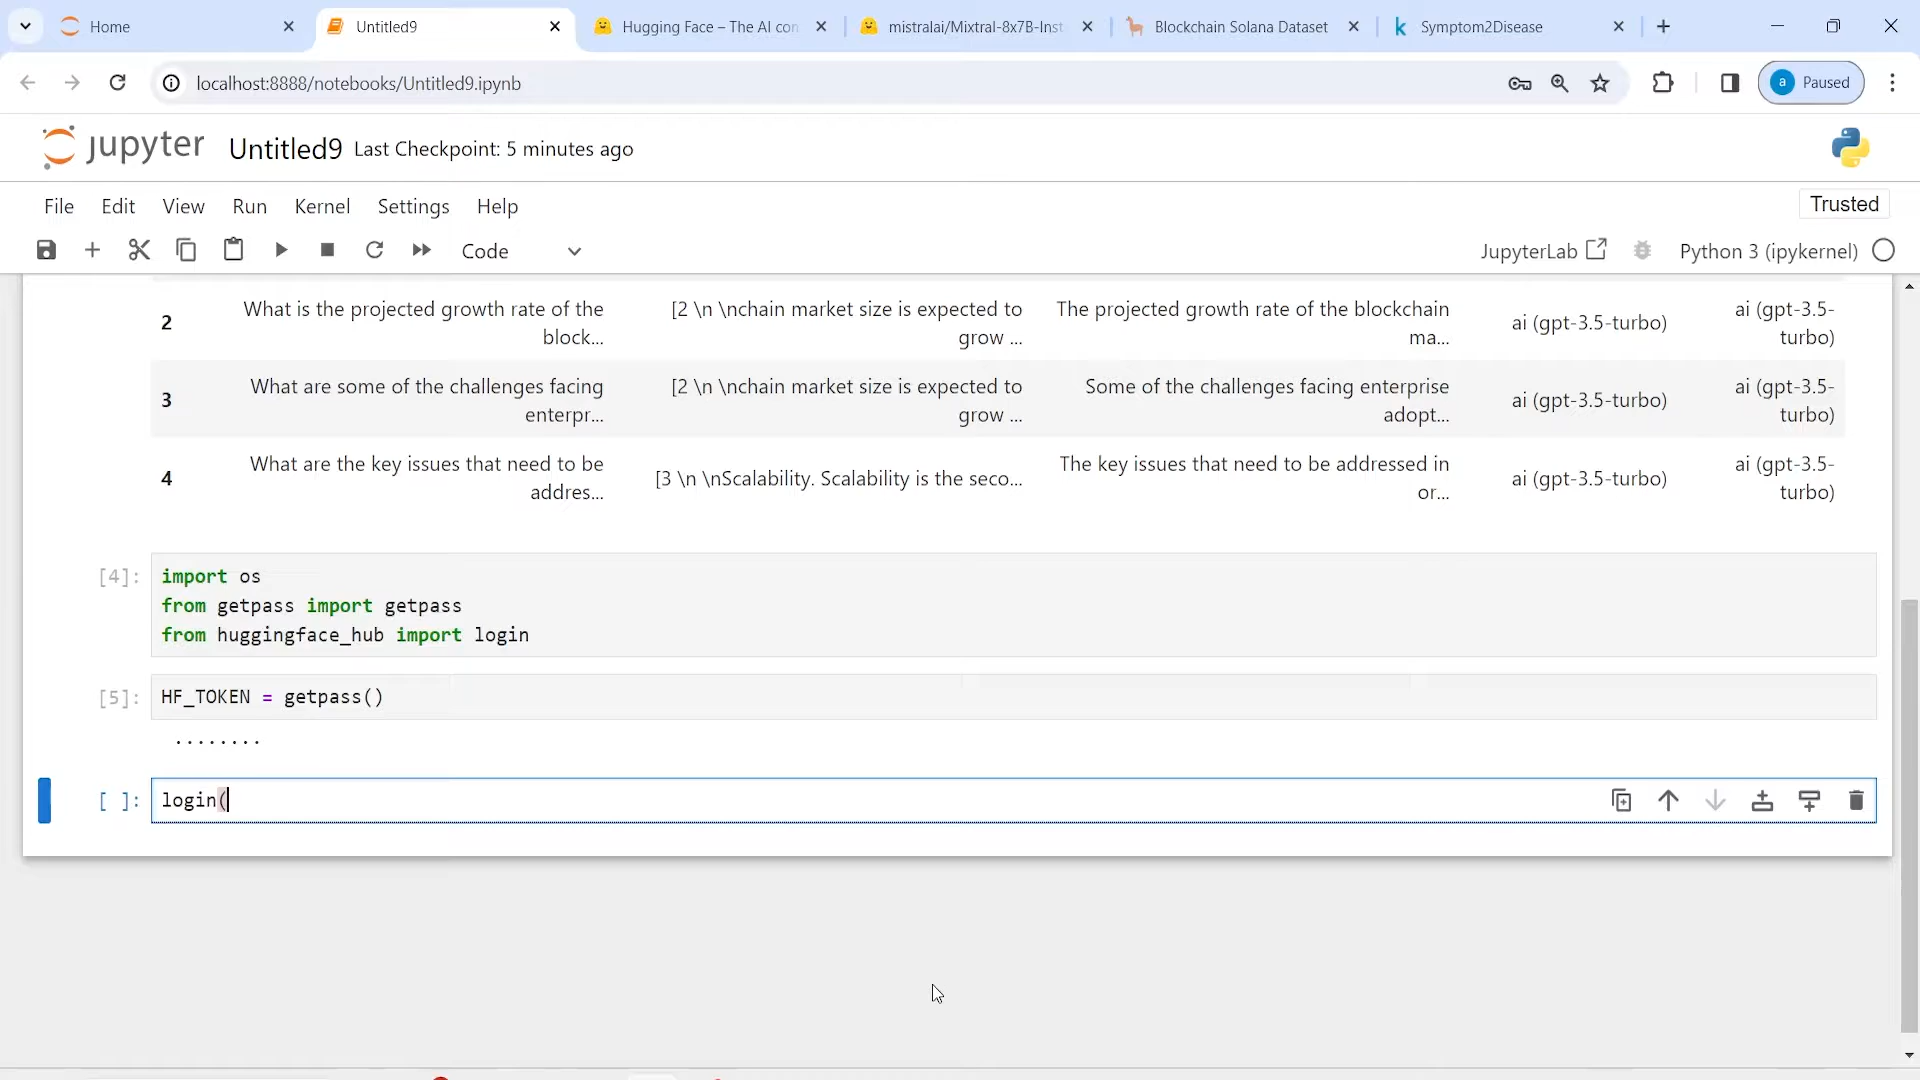 Home
Untitled9
Hugging Face – The AI con
mistralai/Mixtral-8x7B-Inst
Blockchain Solana Dataset
Symptom2Disease
localhost:8888/notebooks/Untitled9.ipynb
a Paused
jupyter Untitled9 Last Checkpoint: 5 minutes ago
File Edit View Run Kernel Settings Help
Trusted
Code
JupyterLab
Python 3 (ipykernel)
2 What is the projected growth rate of the block... [2 \n \nchain market size is expected to grow ... The projected growth rate of the blockchain ma... ai (gpt-3.5-turbo) ai (gpt-3.5-turbo)
3 What are some of the challenges facing enterpr... [2 \n \nchain market size is expected to grow ... Some of the challenges facing enterprise adopt... ai (gpt-3.5-turbo) ai (gpt-3.5-turbo)
4 What are the key issues that need to be addres... [3 \n \nScalability. Scalability is the seco... The key issues that need to be addressed in or... ai (gpt-3.5-turbo) ai (gpt-3.5-turbo)
[4]: import os
from getpass import getpass
from huggingface_hub import login
[5]: HF_TOKEN = getpass()
........
[ ]: login(